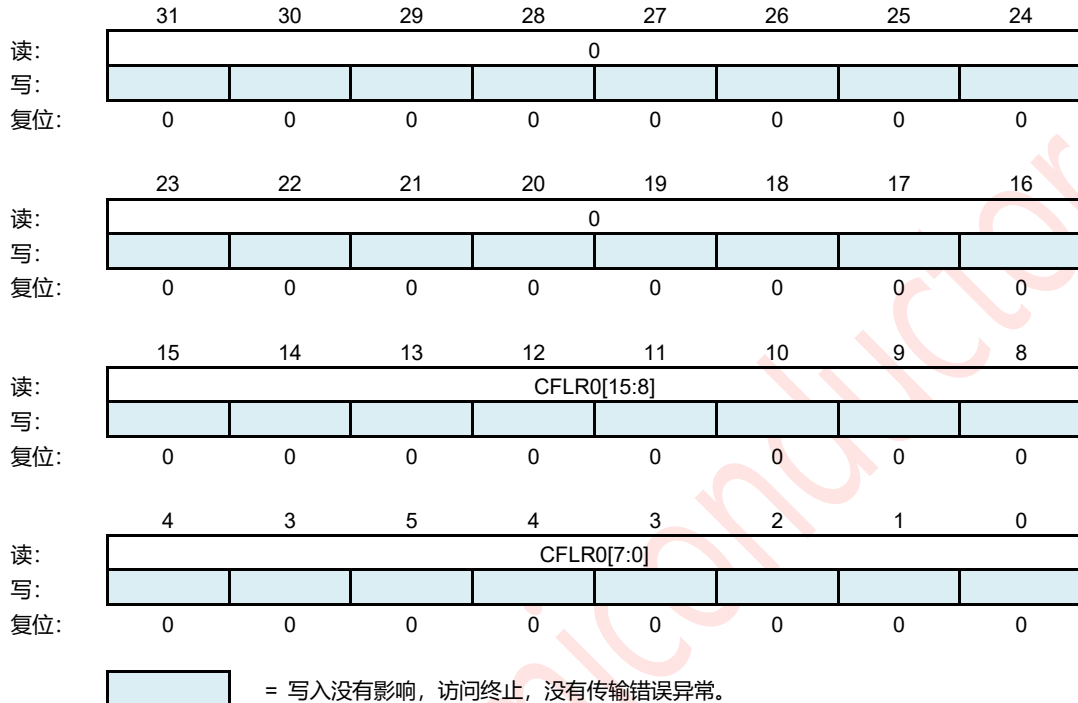 31 30 29 28 27 26 25 24
读: 0
写:
复位: 0 0 0 0 0 0 0 0
23 22 21 20 19 18 17 16
读: 0
写:
复位: 0 0 0 0 0 0 0 0
15 14 13 12 11 10 9 8
读: CFLR0[15:8]
写:
复位: 0 0 0 0 0 0 0 0
4 3 5 4 3 2 1 0
读: CFLR0[7:0]
写:
复位: 0 0 0 0 0 0 0 0
= 写入没有影响，访问终止，没有传输错误异常。
niconductor